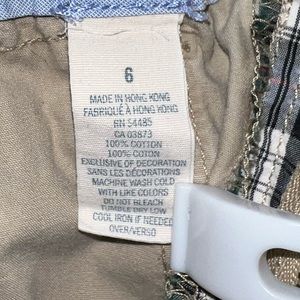 6
MADE IN HONG KONG
FABRIQUÉ À HONG KONG
RN 54485
CA 03873
100% COTTON
100% COTON
EXCLUSIVE OF DECORATION
SANS LES DÉCORATIONS
MACHINE WASH COLD
WITH LIKE COLORS
DO NOT BLEACH
TUMBLE DRY LOW
COOL IRON IF NEEDED
OVER/VERSO